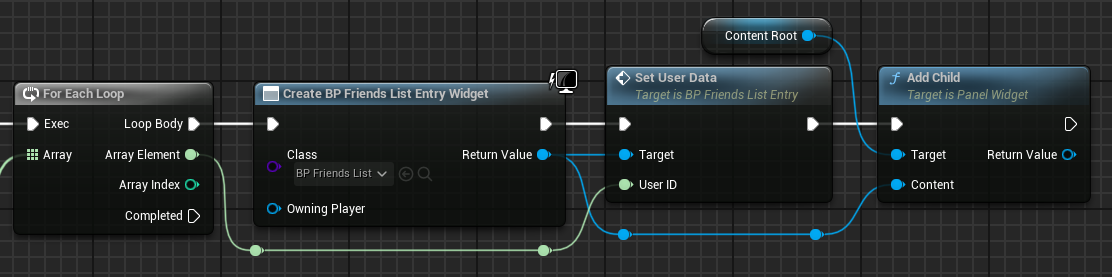 Content Root
For Each Loop
Exec
Loop Body
Array
Array Element
Array Index
Completed
Create BP Friends List Entry Widget
Class
BP Friends List
Return Value
Owning Player
Set User Data
Target is BP Friends List Entry
Target
User ID
Add Child
Target is Panel Widget
Target
Return Value
Content